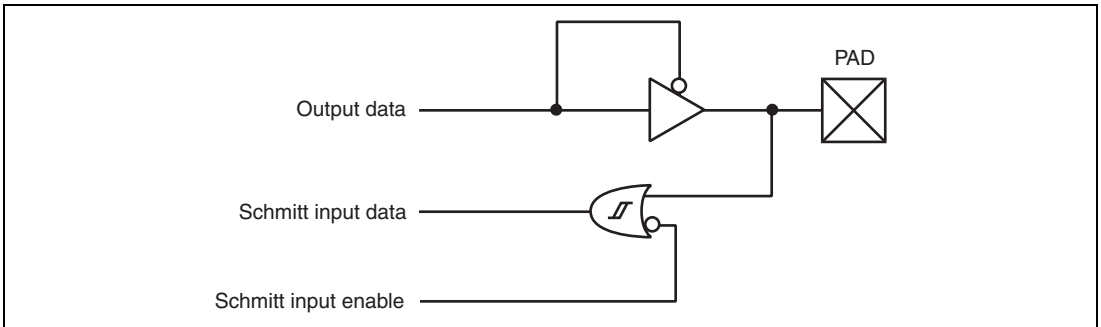 PAD
Output data
Schmitt input data
Schmitt input enable